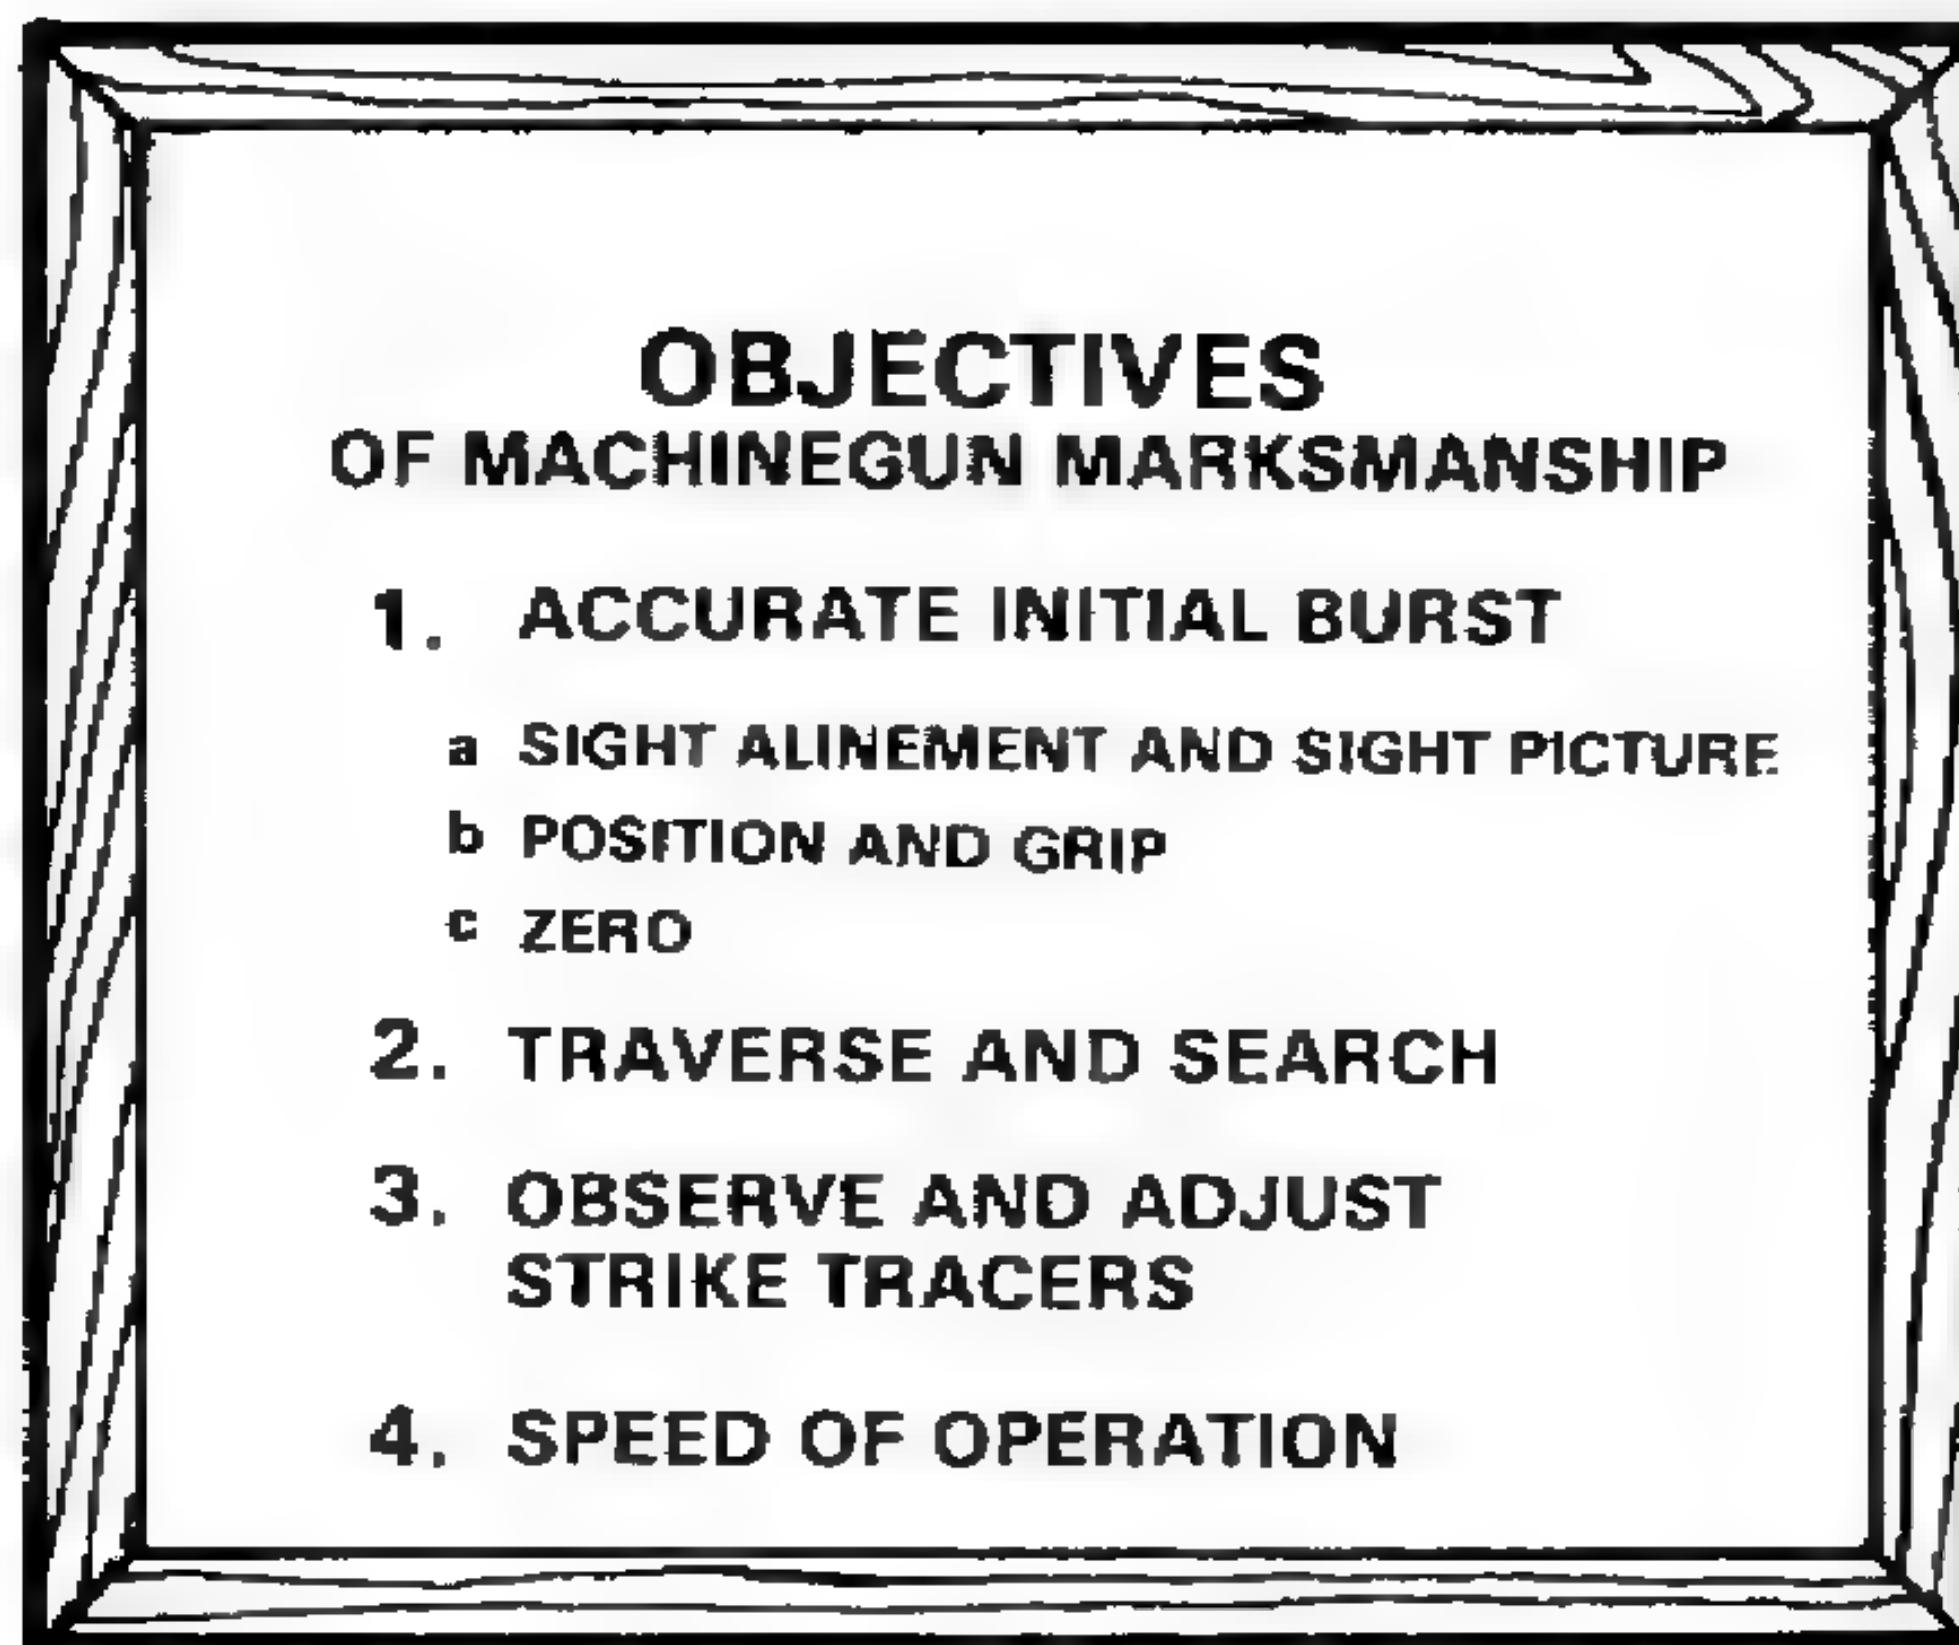 OBJECTIVES
OF MACHINEGUN MARKSMANSHIP
1. ACCURATE INITIAL BURST
a SIGHT ALINEMENT AND SIGHT PICTURE
b POSITION AND GRIP
c ZERO
2. TRAVERSE AND SEARCH
3. OBSERVE AND ADJUST
STRIKE TRACERS
4. SPEED OF OPERATION